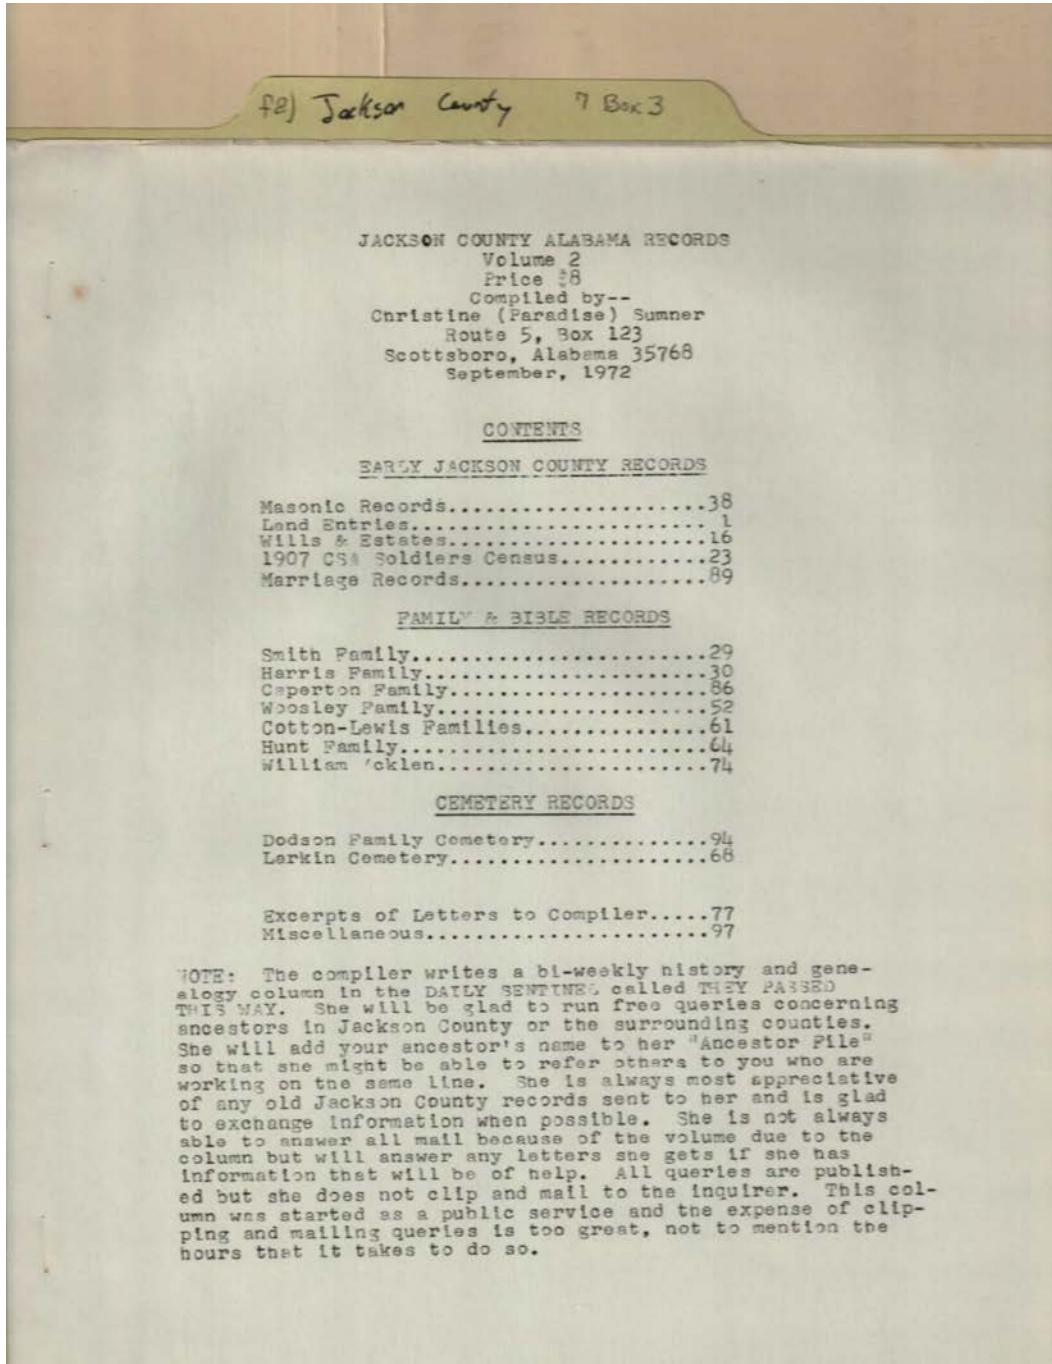 f2) Jackson County 7 Box 3
JACKSON COUNTY ALABAMA RECORDS
Volume 2
Price $8
Compiled by--
Christine (Paradise) Sumner
Route 5, Box 123
Scottsboro, Alabama 35768
September, 1972
CONTENTS
EARLY JACKSON COUNTY RECORDS
Masonic Records.....................38
Land Entries........................ 1
Wills & Estates.....................16
1907 CSA Soldiers Census............23
Marriage Records....................89
FAMILY & BIBLE RECORDS
Smith Family........................29
Harris Family.......................30
Caperton Family.....................86
Woosley Family......................52
Cotton-Lewis Families...............61
Hunt Family.........................64
William .....................74
CEMETERY RECORDS
Dodson Family Cemetery..............94
Larkin Cemetery.....................68
Excerpts of Letters to Compiler.....77
Miscellaneous.......................97
NOTE: The compiler writes a bi-weekly history and gene-
alogy column in the DAILY SENTINEL called THEY PASSED
THIS WAY. She will be glad to run free queries concerning
ancestors in Jackson County or the surrounding counties.
She will add your ancestor's name to her "Ancestor File"
so that she might be able to refer others to you who are
working on the same line. She is always most appreciative
of any old Jackson County records sent to her and is glad
to exchange information when possible. She is not always
able to answer all mail because of the volume due to the
column but will answer any letters she gets if she has
information that will be of help. All queries are publish-
ed but she does not clip and mail to the inquirer. This col-
umn was started as a public service and the expense of clip-
ping and mailing queries is too great, not to mention the
hours that it takes to do so.